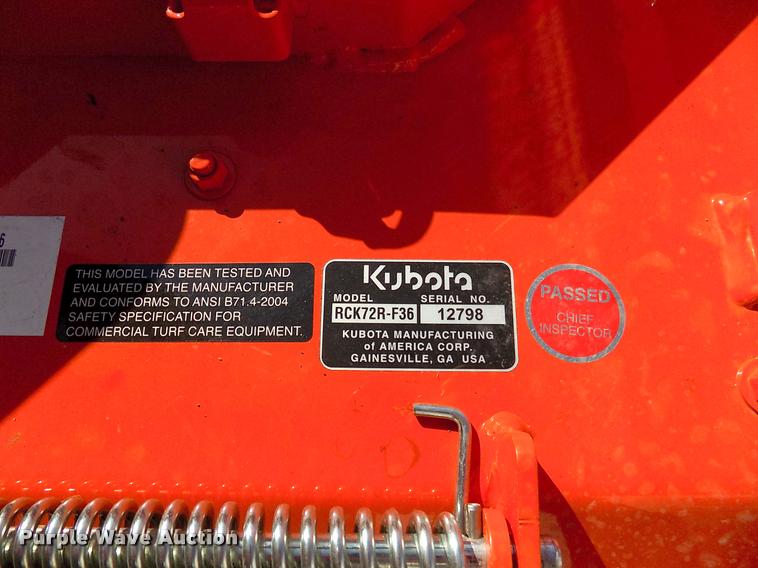 6
THIS MODEL HAS BEEN TESTED AND
EVALUATED BY THE MANUFACTURER
AND CONFORMS TO ANSI B71.4-2004
SAFETY SPECIFICATION FOR
COMMERCIAL TURF CARE EQUIPMENT.
Kubota
MODEL SERIAL NO.
RCK72R-F36 12798
KUBOTA MANUFACTURING
of AMERICA CORP.
GAINESVILLE, GA USA
PASSED
CHIEF
INSPECTOR
Purple Wave Auction